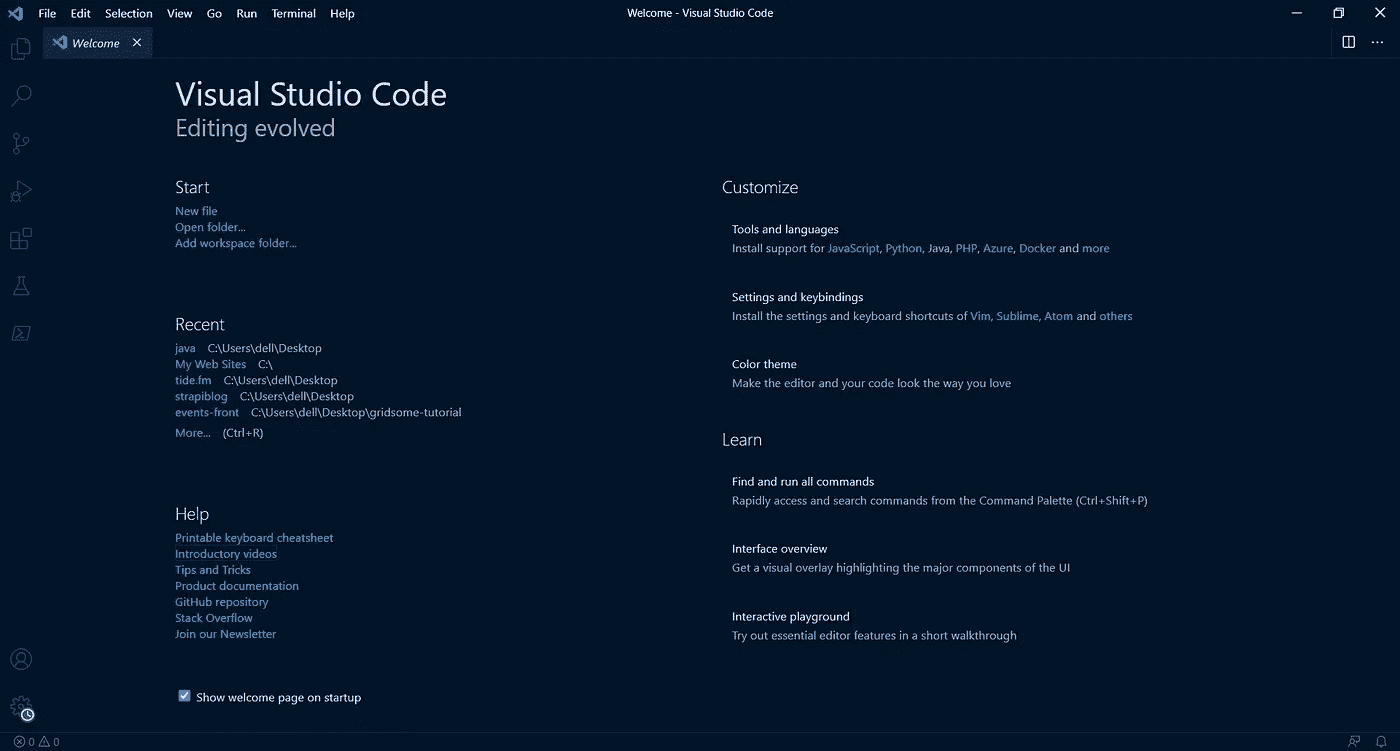 File Edit Selection View Go Run Terminal Help
Welcome - Visual Studio Code
Welcome
Visual Studio Code
Editing evolved
Start
New file
Open folder...
Add workspace folder...
Recent
java C:\Users\dell\Desktop
My Web Sites C:\
tide.fm C:\Users\dell\Desktop
strapiblog C:\Users\dell\Desktop
events-front C:\Users\dell\Desktop\gridsome-tutorial
More... (Ctrl+R)
Help
Printable keyboard cheatsheet
Introductory videos
Tips and Tricks
Product documentation
GitHub repository
Stack Overflow
Join our Newsletter
Show welcome page on startup
Customize
Tools and languages
Install support for JavaScript, Python, Java, PHP, Azure, Docker and more
Settings and keybindings
Install the settings and keyboard shortcuts of Vim, Sublime, Atom and others
Color theme
Make the editor and your code look the way you love
Learn
Find and run all commands
Rapidly access and search commands from the Command Palette (Ctrl+Shift+P)
Interface overview
Get a visual overlay highlighting the major components of the UI
Interactive playground
Try out essential editor features in a short walkthrough
0 0